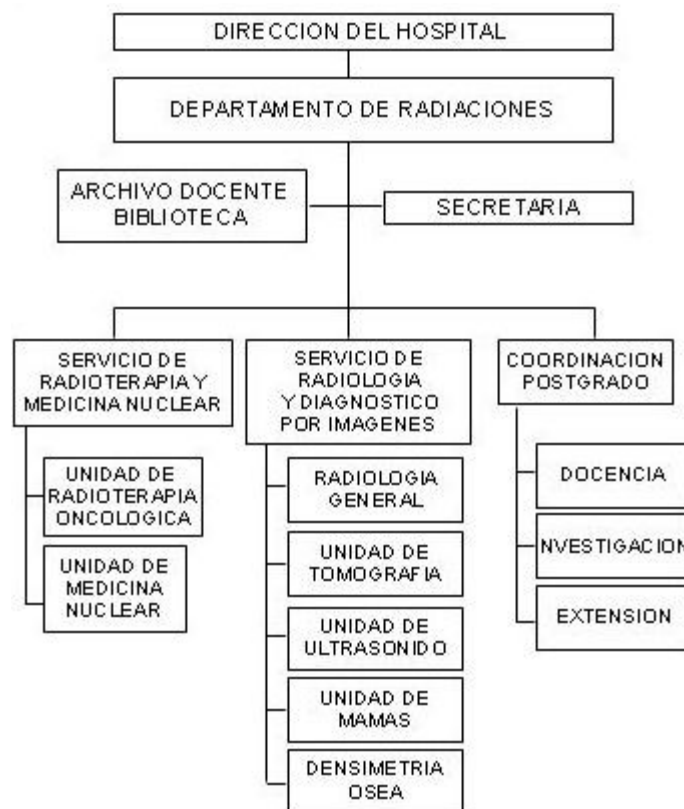 DIRECCION DEL HOSPITAL
DEPARTAMENTO DE RADIACIONES
ARCHIVO DOCENTE
BIBLIOTECA
SECRETARIA
SERVICIO DE
RADIOTERAPIA Y
MEDICINA NUCLEAR
UNIDAD DE
RADIOTERAPIA
ONCOLOGICA
UNIDAD DE
MEDICINA
NUCLEAR
SERVICIO DE
RADIOLOGIA
Y DIAGNOSTICO
POR IMAGENES
RADIOLOGIA
GENERAL
UNIDAD DE
TOMOGRAFIA
UNIDAD DE
ULTRASONIDO
UNIDAD DE
MAMAS
DENSIMETRIA
OSEA
COORDINACION
POSTGRADO
DOCENCIA
NVESTIGACION
EXTENSION